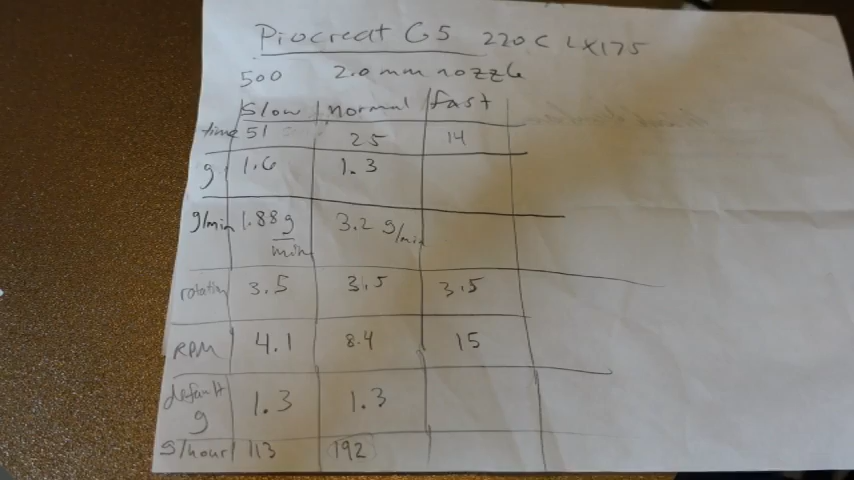 Procreat G5 220C LX175
500 2.0 mm nozzle
Slow normal fast
time 51 25 14
g 1.6 1.3
g/min 1.88 g/min 3.2 g/min
rotation 3.5 3.5 3.5
RPM 4.1 8.4 15
default g 1.3 1.3
g/hour 113 192